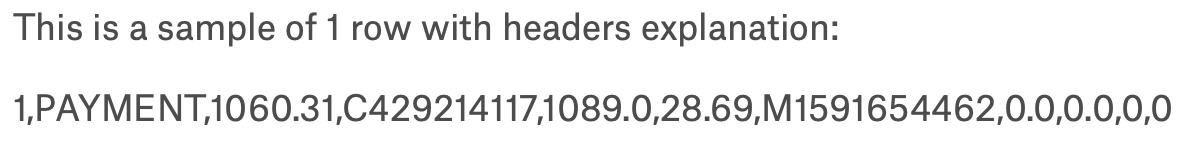 This is a sample of 1 row with headers explanation:
1,PAYMENT,1060.31,C429214117,1089.0,28.69,M1591654462,0.0,0.0,0,0